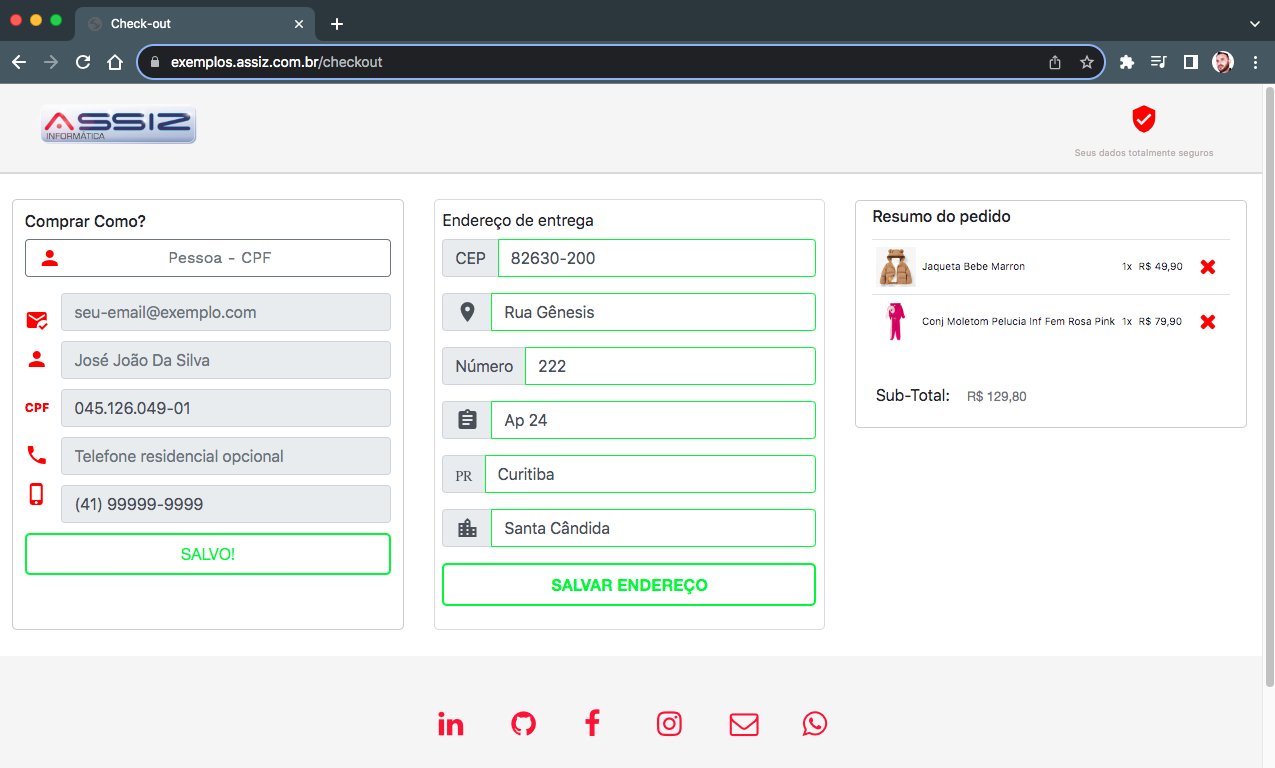 Check-out
exemplos.assiz.com.br/checkout
ASSIZ
INFORMÁTICA
Seus dados totalmente seguros
Comprar Como?
Pessoa - CPF
seu-email@exemplo.com
José João Da Silva
CPF 045.126.049-01
Telefone residencial opcional
(41) 99999-9999
SALVO!
Endereço de entrega
CEP 82630-200
Rua Gênesis
Número 222
Ap 24
PR Curitiba
Santa Cândida
SALVAR ENDEREÇO
Resumo do pedido
Jaqueta Bebe Marron 1x R$ 49,90
Conj Moletom Pelucia Inf Fem Rosa Pink 1x R$ 79,90
Sub-Total: R$ 129,80